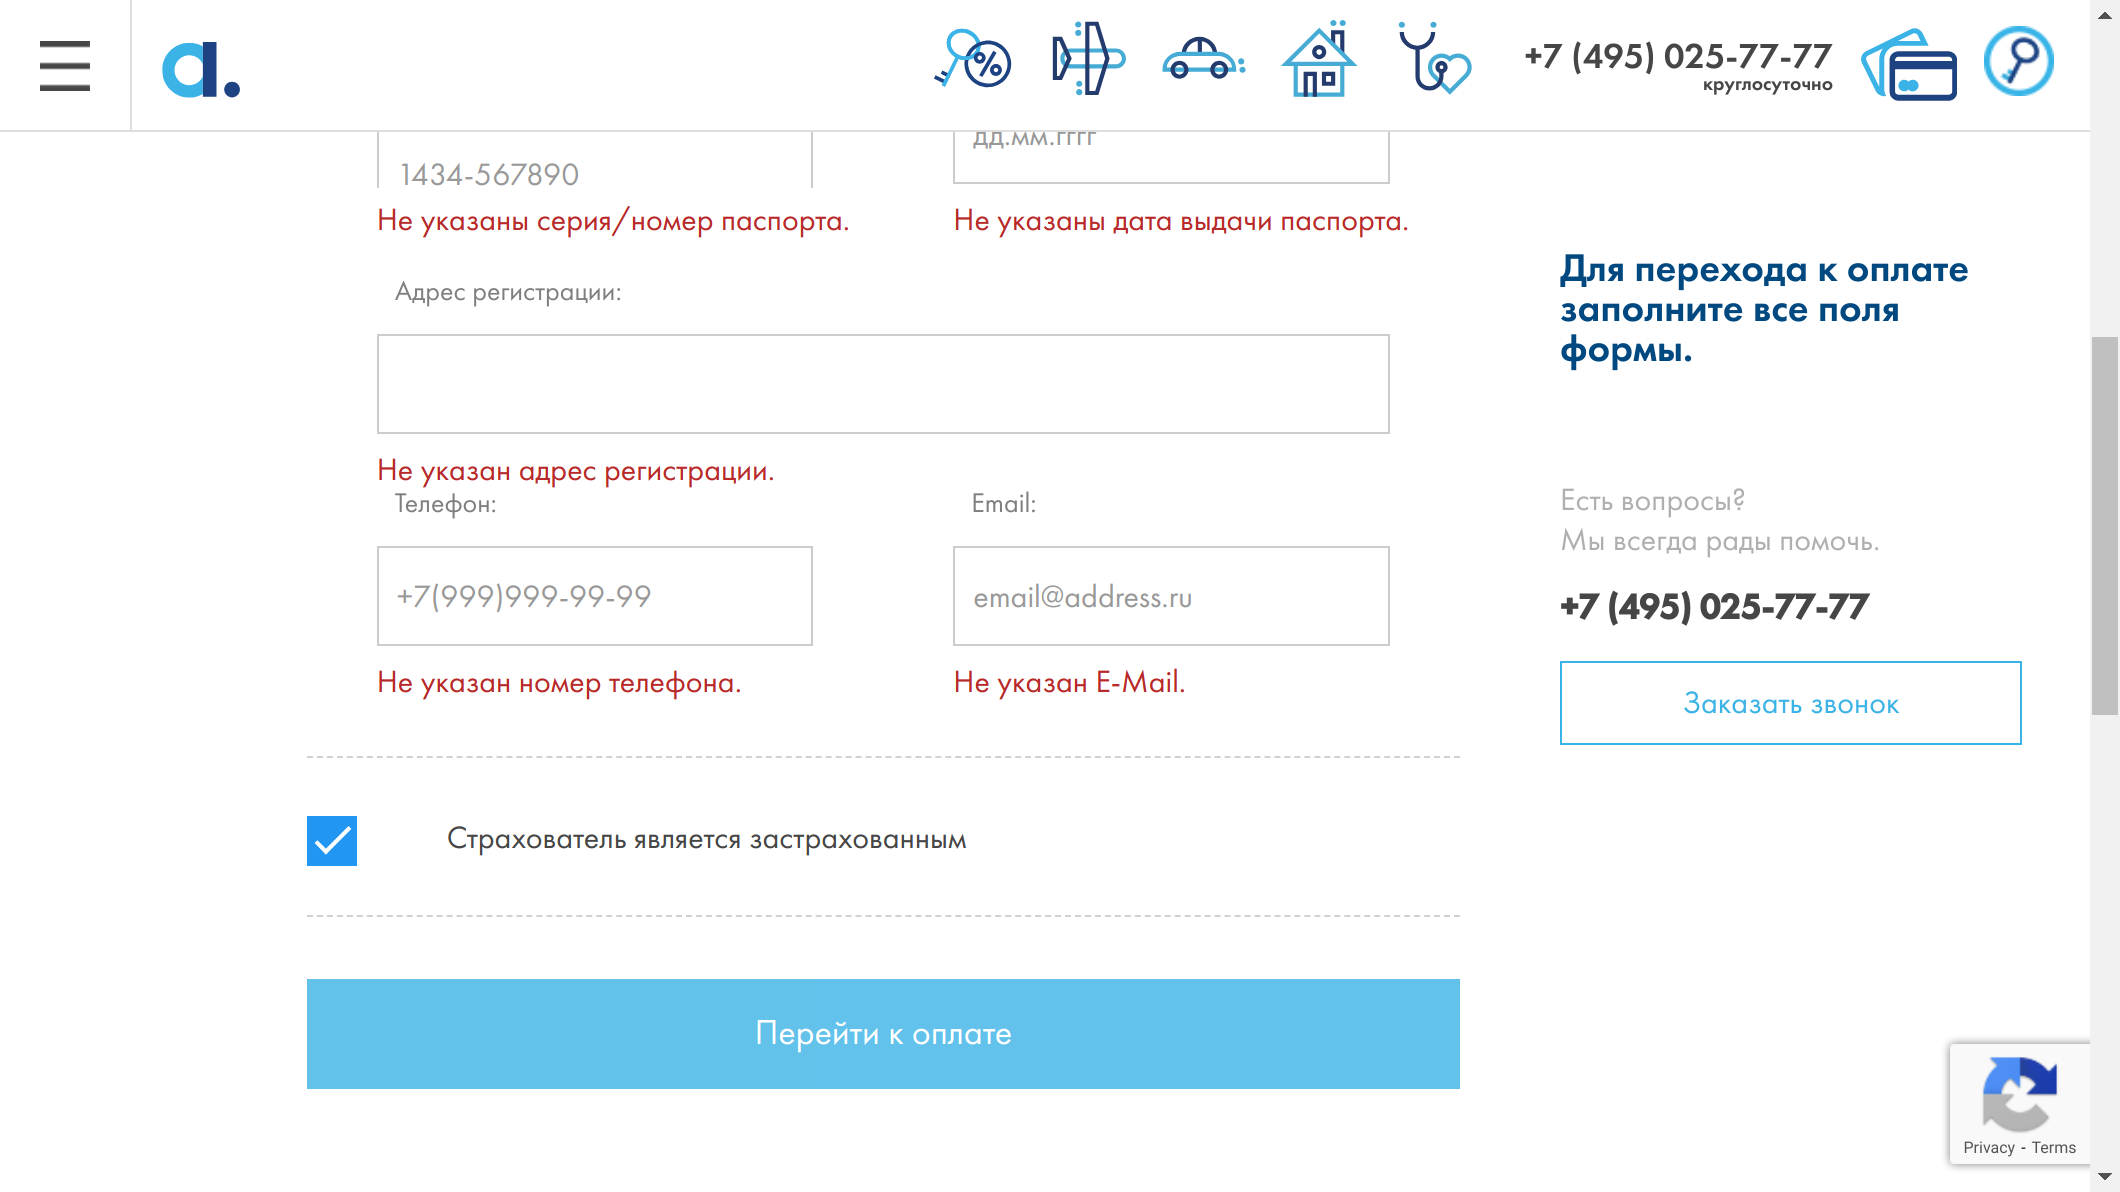 a.
+7 (495) 025-77-77
круглосуточно
1434-567890
дд.мм.гггг
Не указаны серия/номер паспорта.
Не указаны дата выдачи паспорта.
Адрес регистрации:
Не указан адрес регистрации.
Телефон:
Email:
+7(999)999-99-99
email@address.ru
Не указан номер телефона.
Не указан E-Mail.
Страхователь является застрахованным
Перейти к оплате
Для перехода к оплате
заполните все поля
формы.
Есть вопросы?
Мы всегда рады помочь.
+7 (495) 025-77-77
Заказать звонок
Privacy - Terms